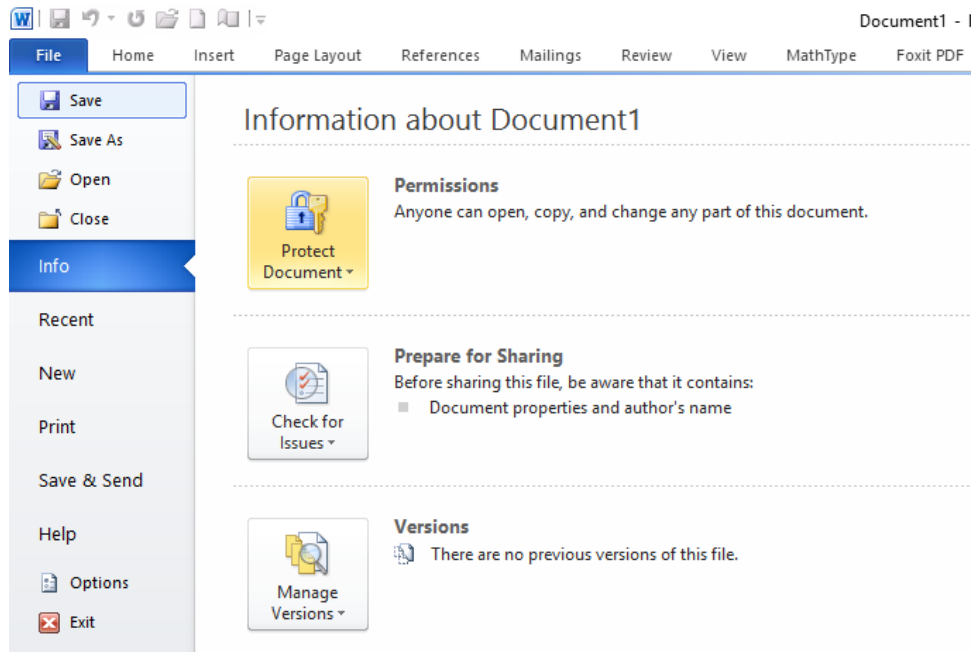 W
Document1 -
File Home Insert Page Layout References Mailings Review View MathType Foxit PDF
Save
Save As
Open
Close
Info
Recent
New
Print
Save & Send
Help
Options
Exit
Information about Document1
Protect
Document
Permissions
Anyone can open, copy, and change any part of this document.
Check for
Issues
Prepare for Sharing
Before sharing this file, be aware that it contains:
Document properties and author's name
Manage
Versions
Versions
There are no previous versions of this file.